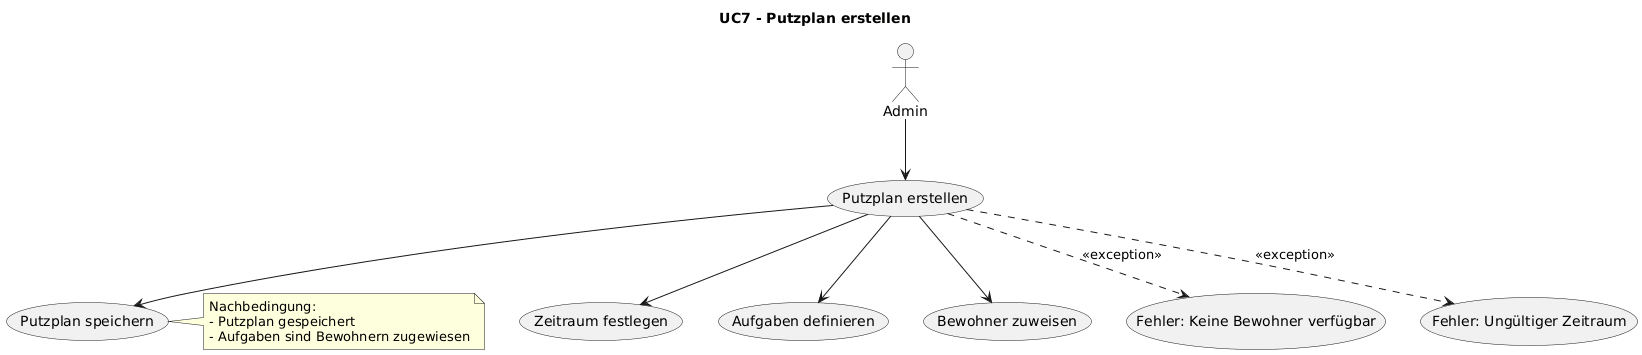 UC7 - Putzplan erstellen
Admin
Putzplan erstellen
«exception»
«exception»
Putzplan speichern
Nachbedingung:
- Putzplan gespeichert
- Aufgaben sind Bewohnern zugewiesen
Zeitraum festlegen
Aufgaben definieren
Bewohner zuweisen
Fehler: Keine Bewohner verfügbar
Fehler: Ungültiger Zeitraum